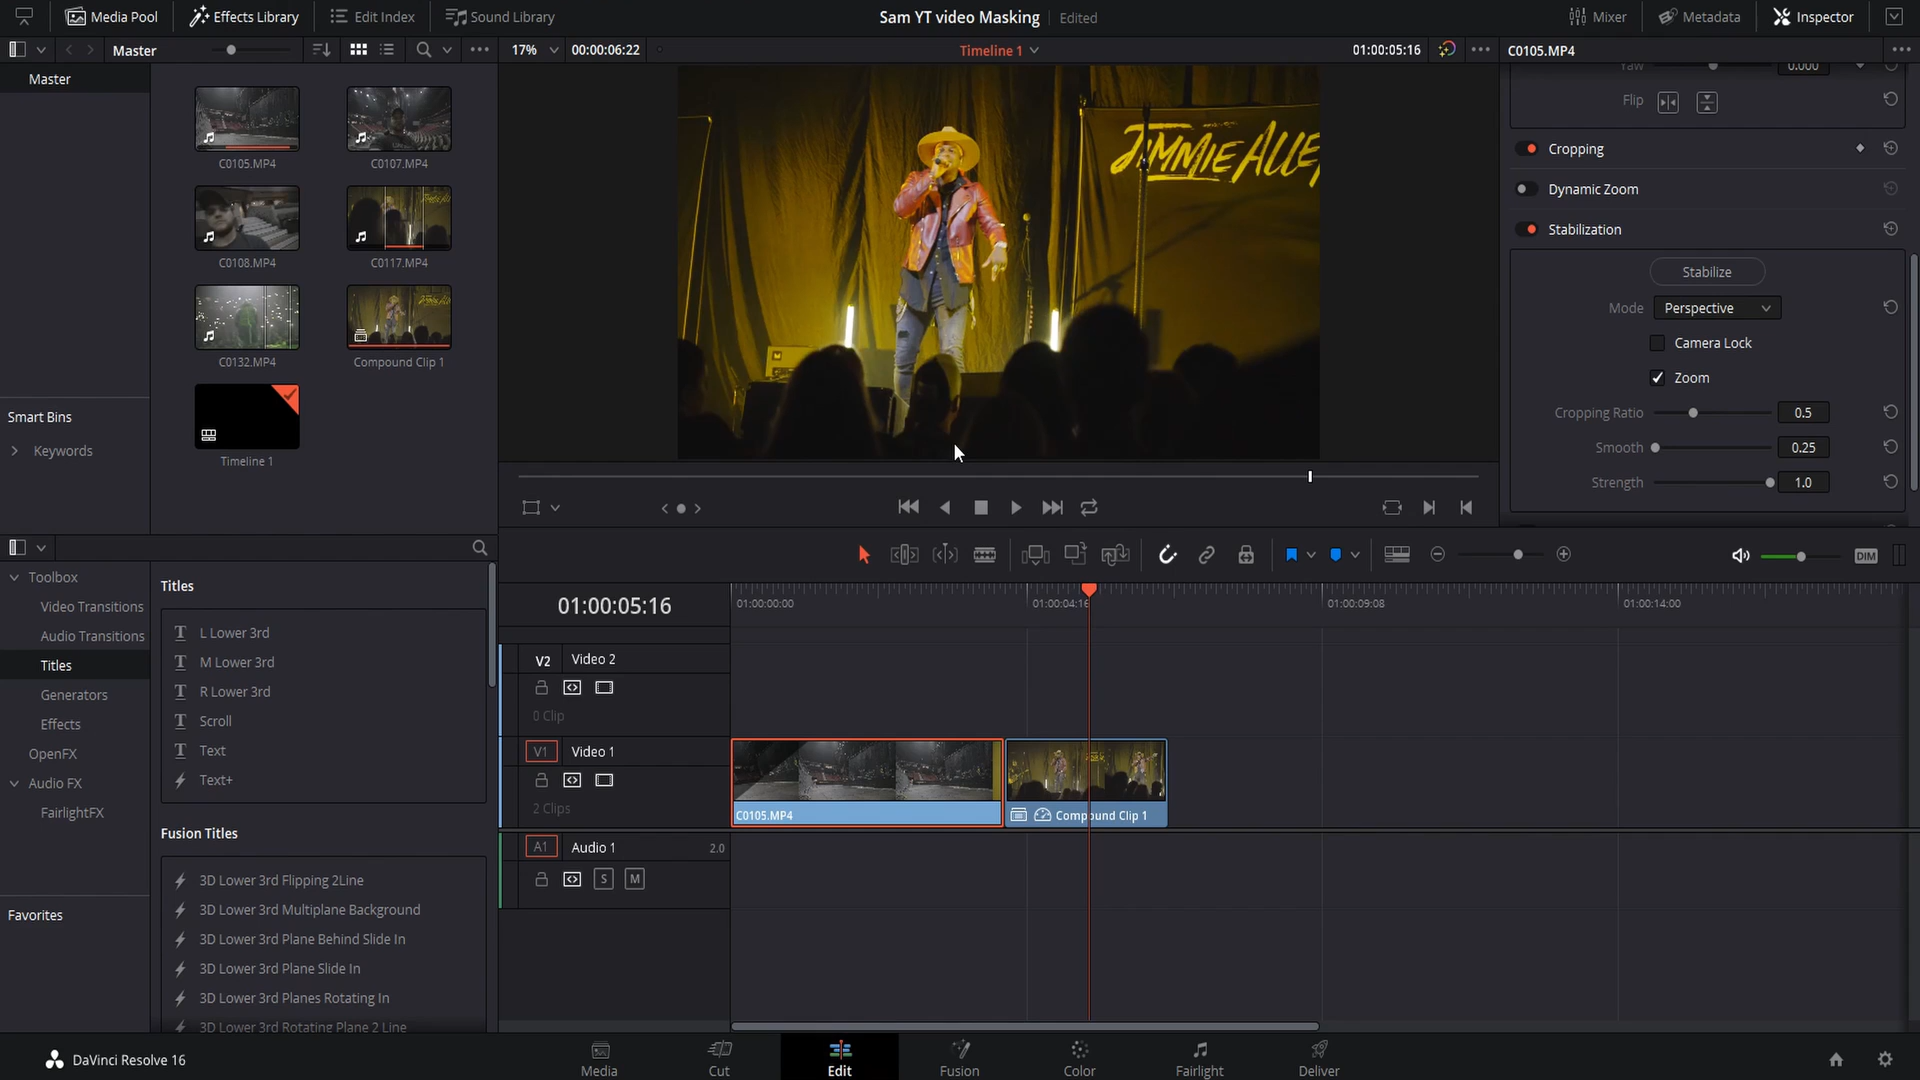 Media Pool
Effects Library
Edit Index
Sound Library
Sam YT video Masking
Edited
Mixer
Metadata
Inspector
Master
17%
00:00:06:22
Timeline 1
01:00:05:16
C0105.MP4
Master
C0105.MP4
C0107.MP4
C0108.MP4
C0117.MP4
C0132.MP4
Compound Clip 1
Timeline 1
Smart Bins
Keywords
JIMMIE ALLE
Yaw
0.000
Flip
Cropping
Dynamic Zoom
Stabilization
Stabilize
Mode
Perspective
Camera Lock
Zoom
Cropping Ratio
0.5
Smooth
0.25
Strength
1.0
Toolbox
Video Transitions
Audio Transitions
Titles
Generators
Effects
OpenFX
Audio FX
FairlightFX
Favorites
Titles
L Lower 3rd
M Lower 3rd
R Lower 3rd
Scroll
Text
Text+
Fusion Titles
3D Lower 3rd Flipping 2Line
3D Lower 3rd Multiplane Background
3D Lower 3rd Plane Behind Slide In
3D Lower 3rd Plane Slide In
3D Lower 3rd Planes Rotating In
3D Lower 3rd Rotating Plane 2 Line
DIM
01:00:05:16
01:00:00:00
01:00:04:16
01:00:09:08
01:00:14:00
V2
Video 2
0 Clip
V1
Video 1
2 Clips
C0105.MP4
Compound Clip 1
A1
Audio 1
2.0
S
M
DaVinci Resolve 16
Media
Cut
Edit
Fusion
Color
Fairlight
Deliver